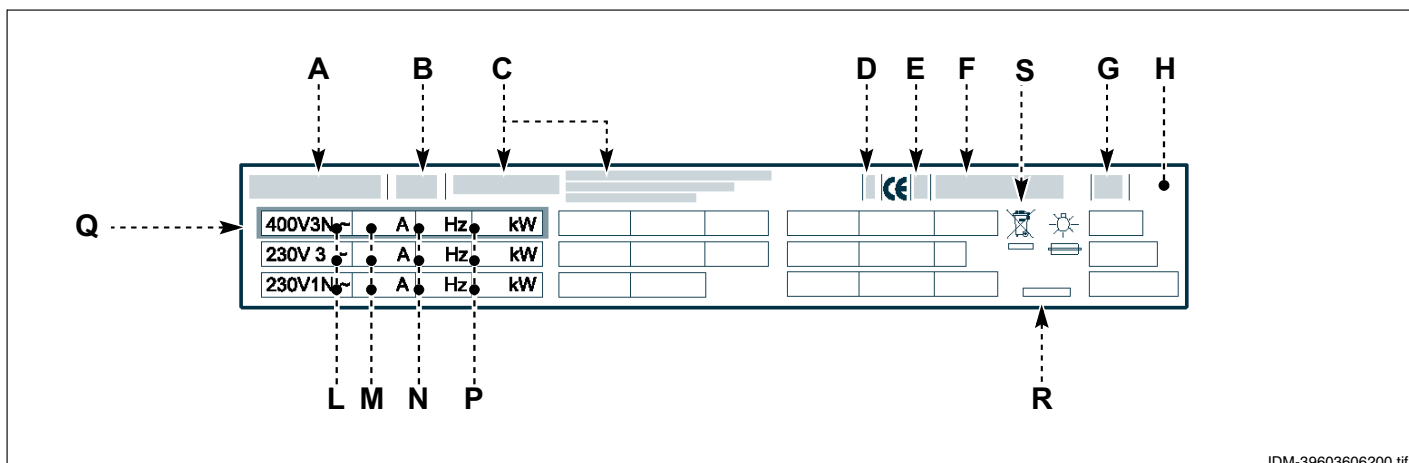 A B C D E F S G H
CE
Q
400V3N~ A Hz kW
230V 3 ~ A Hz kW
230V1N~ A Hz kW
L M N P R
IDM-39603606200.tif